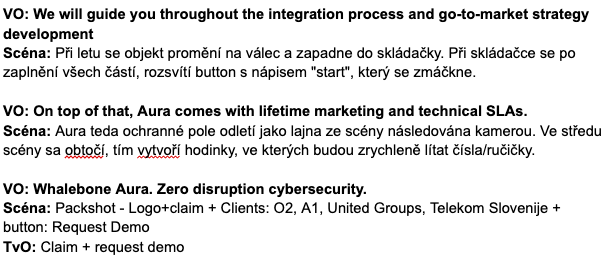 VO: We will guide you throughout the integration process and go-to-market strategy
development
Scéna: Při letu se objekt promění na válec a zapadne do skládačky. Při skládačce se po
zaplnění všech částí, rozsvítí button s nápisem "start", který se zmáčkne.
VO: On top of that, Aura comes with lifetime marketing and technical SLAs.
Scéna: Aura teda ochranné pole odletí jako lajna ze scény následována kamerou. Ve středu
scény sa obtočí, tím vytvoří hodinky, ve kterých budou zrychleně lítat čísla/ručičky.
VO: Whalebone Aura. Zero disruption cybersecurity.
Scéna: Packshot - Logo+claim + Clients: O2, A1, United Groups, Telekom Slovenije +
button: Request Demo
TvO: Claim + request demo